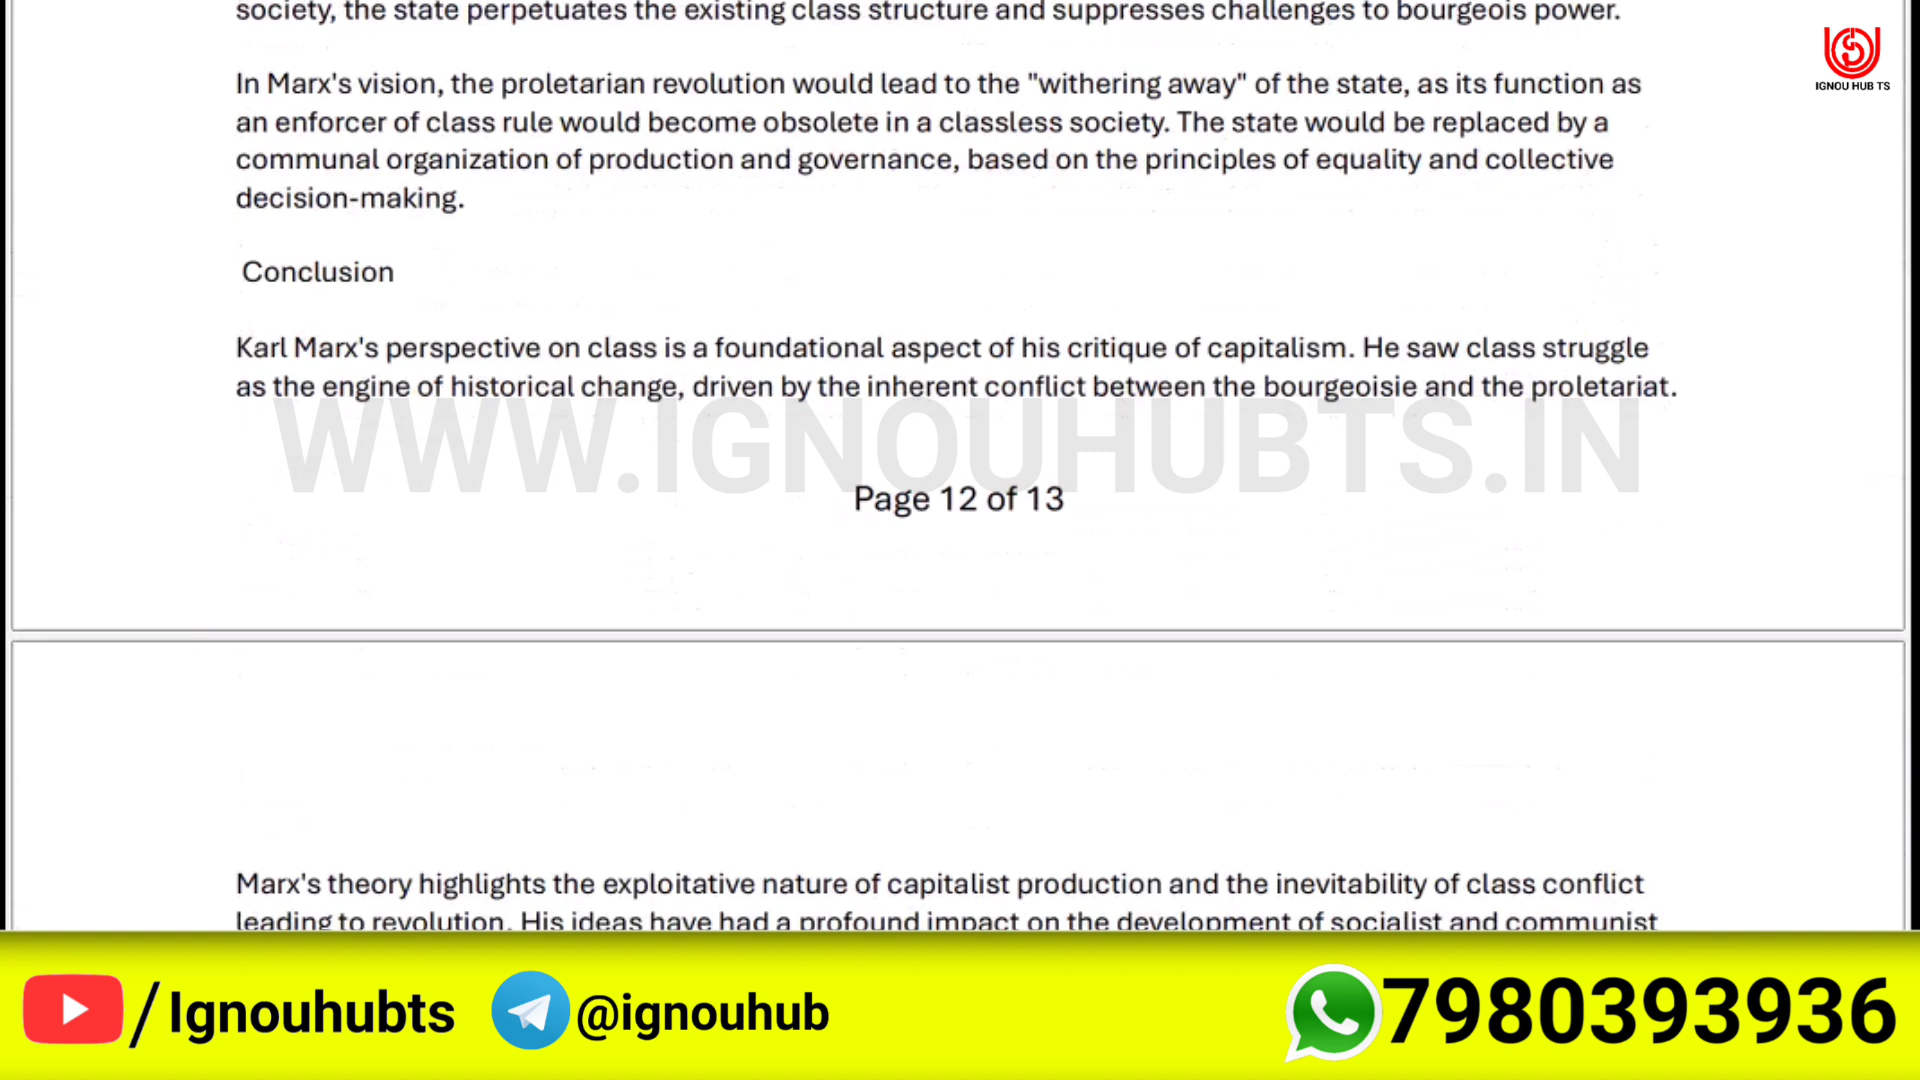 society, the state perpetuates the existing class structure and suppresses challenges to bourgeois power.
IGNOU HUB TS
In Marx's vision, the proletarian revolution would lead to the "withering away" of the state, as its function as
an enforcer of class rule would become obsolete in a classless society. The state would be replaced by a
communal organization of production and governance, based on the principles of equality and collective
decision-making.
Conclusion
Karl Marx's perspective on class is a foundational aspect of his critique of capitalism. He saw class struggle
as the engine of historical change, driven by the inherent conflict between the bourgeoisie and the proletariat.
WWW.IGNOUHUBTS.IN
Page 12 of 13
Marx's theory highlights the exploitative nature of capitalist production and the inevitability of class conflict
leading to revolution. His ideas have had a profound impact on the development of socialist and communist
/Ignouhubts @ignouhub 7980393936